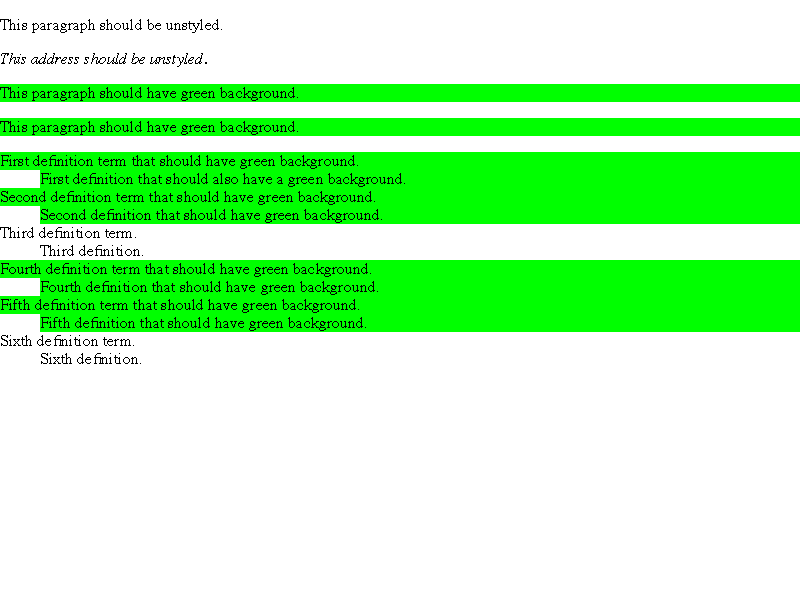 This paragraph should be unstyled.
This address should be unstyled.
This paragraph should have green background.
This paragraph should have green background.
First definition term that should have green background.
First definition that should also have a green background.
Second definition term that should have green background.
Second definition that should have green background.
Third definition term.
Third definition.
Fourth definition term that should have green background.
Fourth definition that should have green background.
Fifth definition term that should have green background.
Fifth definition that should have green background.
Sixth definition term.
Sixth definition.